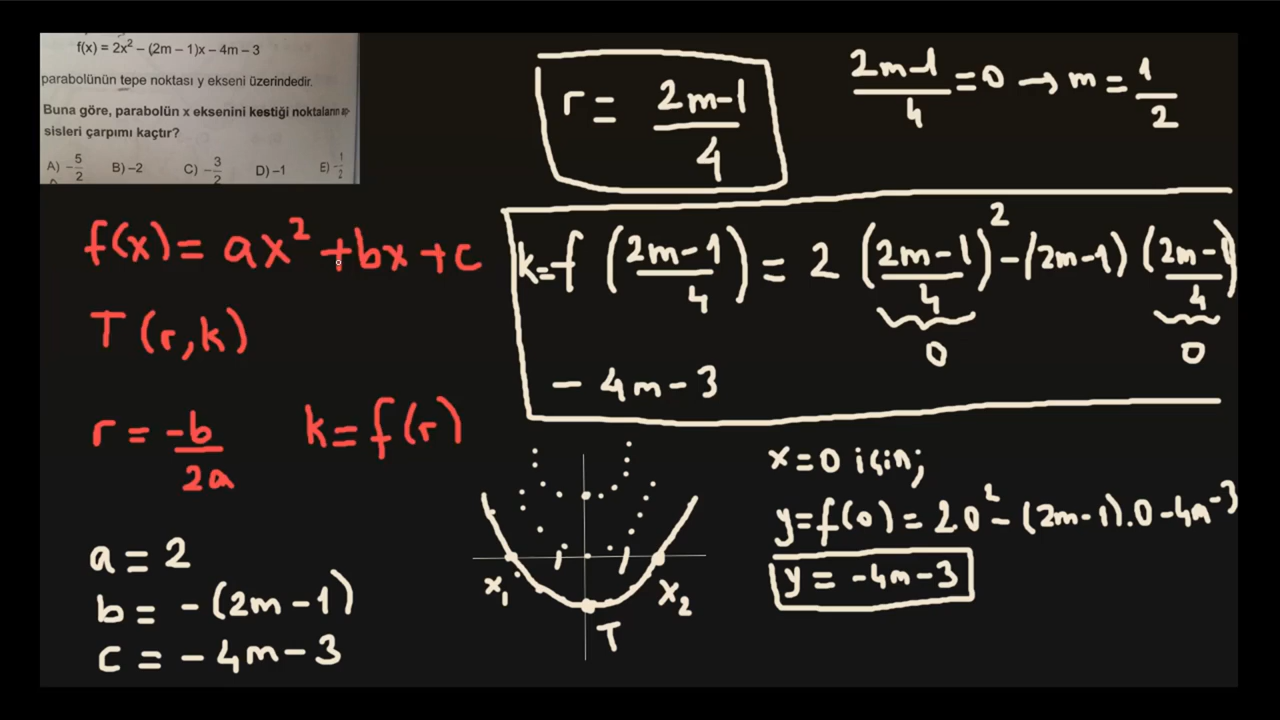 f(x) = 2x² – (2m – 1)x – 4m – 3
parabolünün tepe noktası y ekseni üzerindedir.
Buna göre, parabolün x eksenini kestiği noktaların ap-
sisleri çarpımı kaçtır?
A) -5/2 B) -2 C) -3/2 D) -1 E) -1/2
f(x) = ax² + bx + c
T(r,k)
r = -b/2a k = f(r)
a = 2
b = -(2m - 1)
c = -4m - 3
r = (2m-1)/4
(2m-1)/4 = 0 → m = 1/2
k = f((2m-1)/4) = 2((2m-1)/4)² - (2m-1)((2m-1)/4)
0 0
- 4m - 3
x₁ x₂
T
x = 0 için;
y = f(0) = 2 0² - (2m-1).0 - 4m - 3
y = -4m - 3